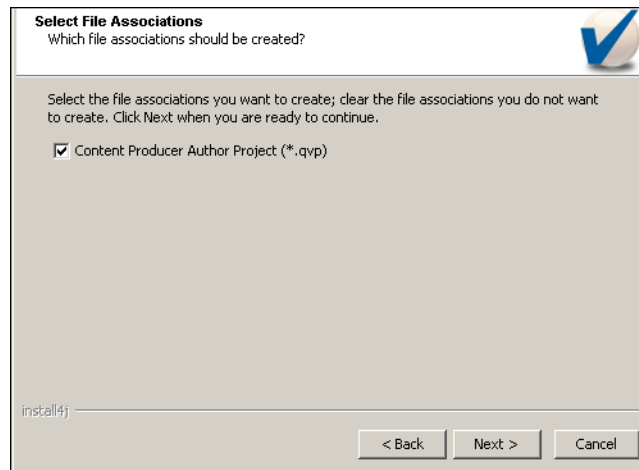 Select File Associations
Which file associations should be created?
Select the file associations you want to create; clear the file associations you do not want
to create. Click Next when you are ready to continue.
Content Producer Author Project (*.qvp)
install4j
< Back
Next >
Cancel